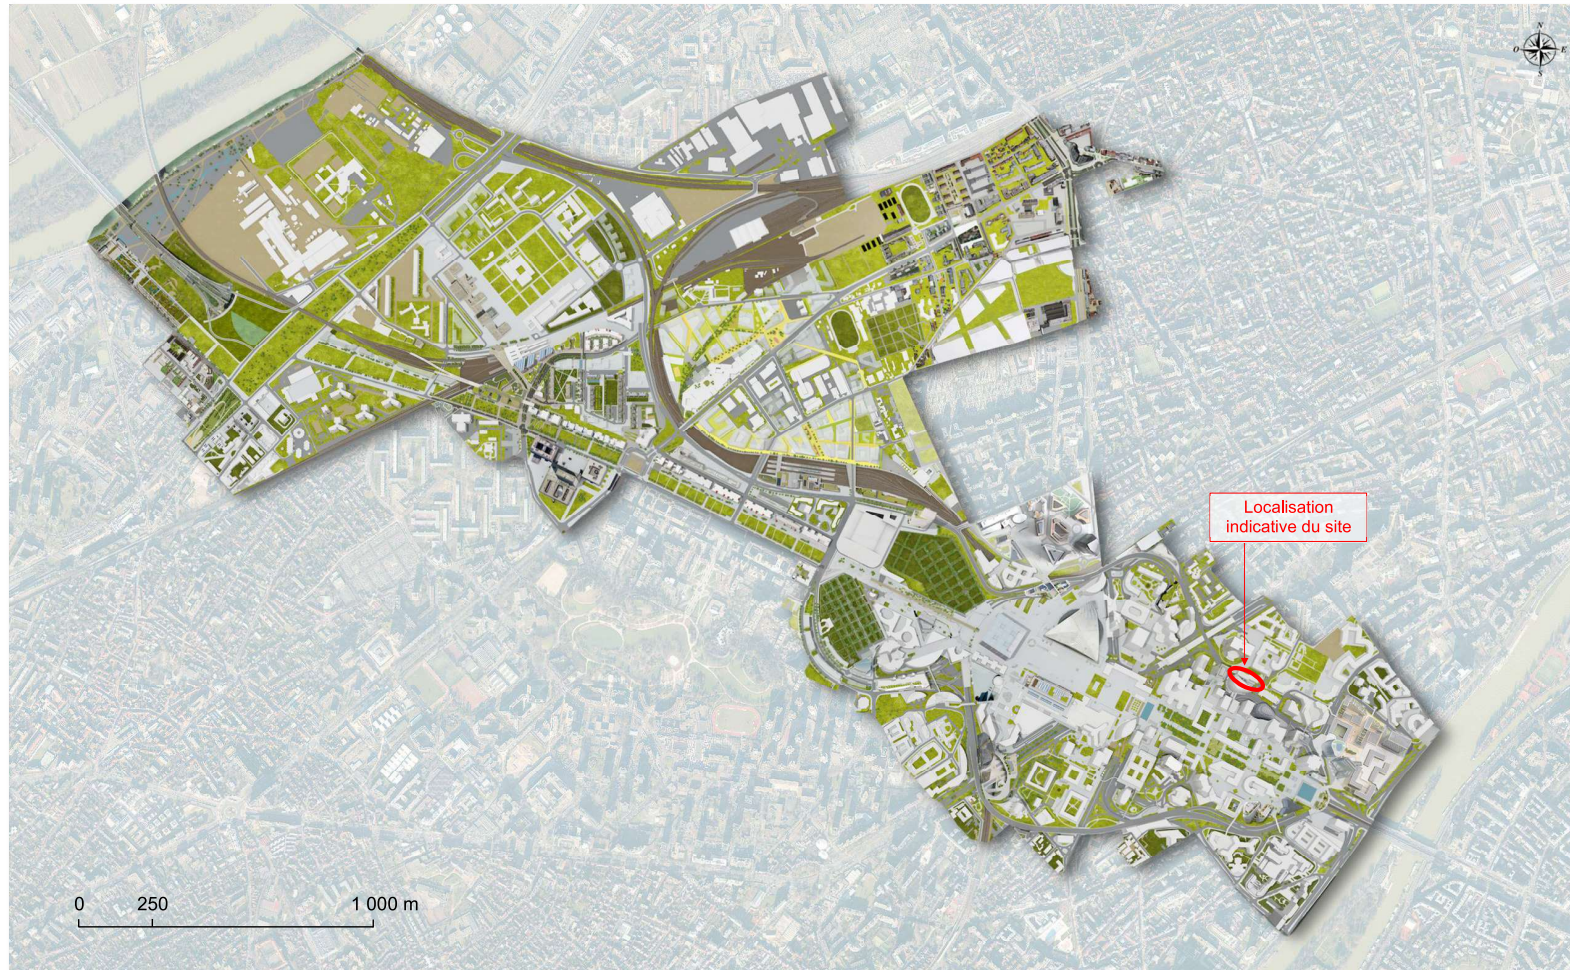 N
O E
S
Localisation
indicative du site
0 250 1 000 m